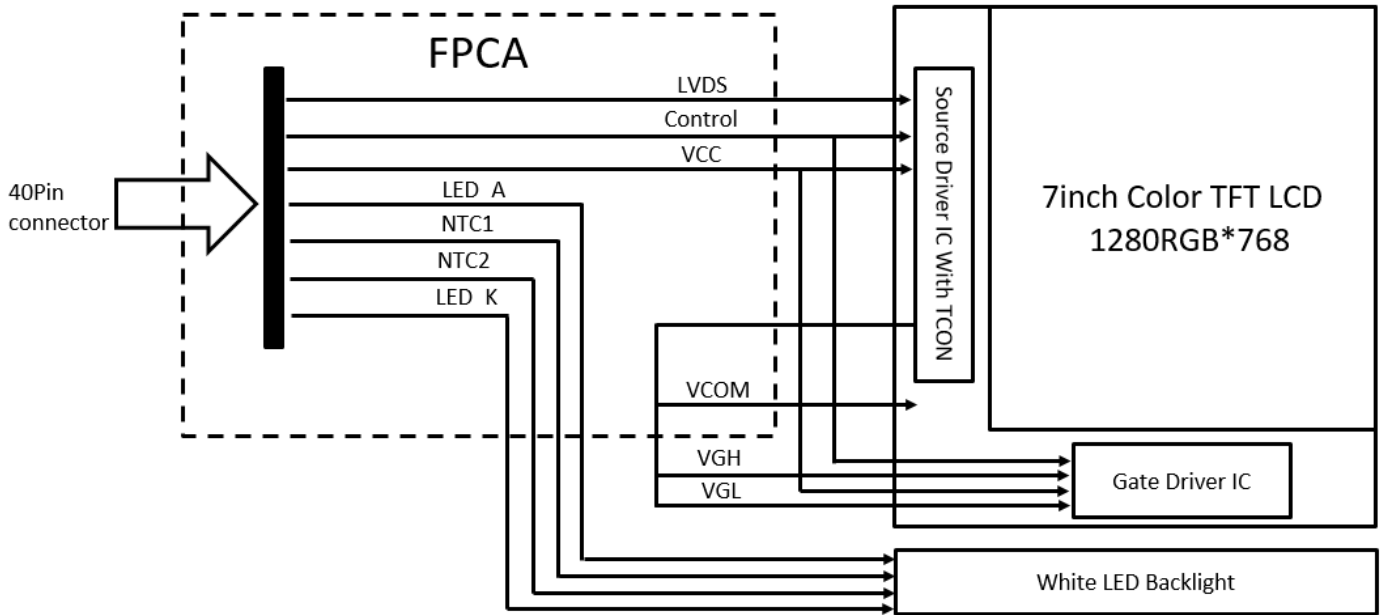 FPCA
LVDS
Control
VCC
LED A
NTC1
NTC2
LED K
40Pin
connector
Source Driver IC With TCON
7inch Color TFT LCD
1280RGB*768
VCOM
VGH
VGL
Gate Driver IC
White LED Backlight